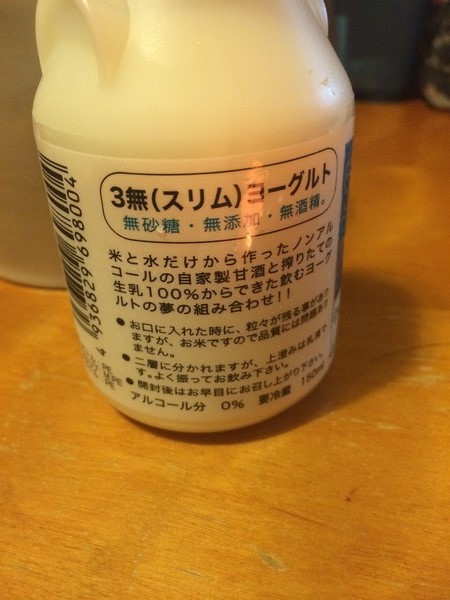 3無(スリム)ヨーグルト
無砂糖・無添加・無酒精。
米と水だけから作ったノンアル
コールの自家製甘酒と搾りたての
生乳100%からできた飲むヨーグ
ルトの夢の組み合わせ!!
●お口に入れた時に、粒々が残る事があり
ますが、お米ですので品質には問題あり
ません。
●二層に分かれますが、上澄みは乳清で
す。よく振ってお飲み下さい。
●開封後はお早目にお召し上がり下さい。
アルコール分 0% 要冷蔵 150ml
936829 698004